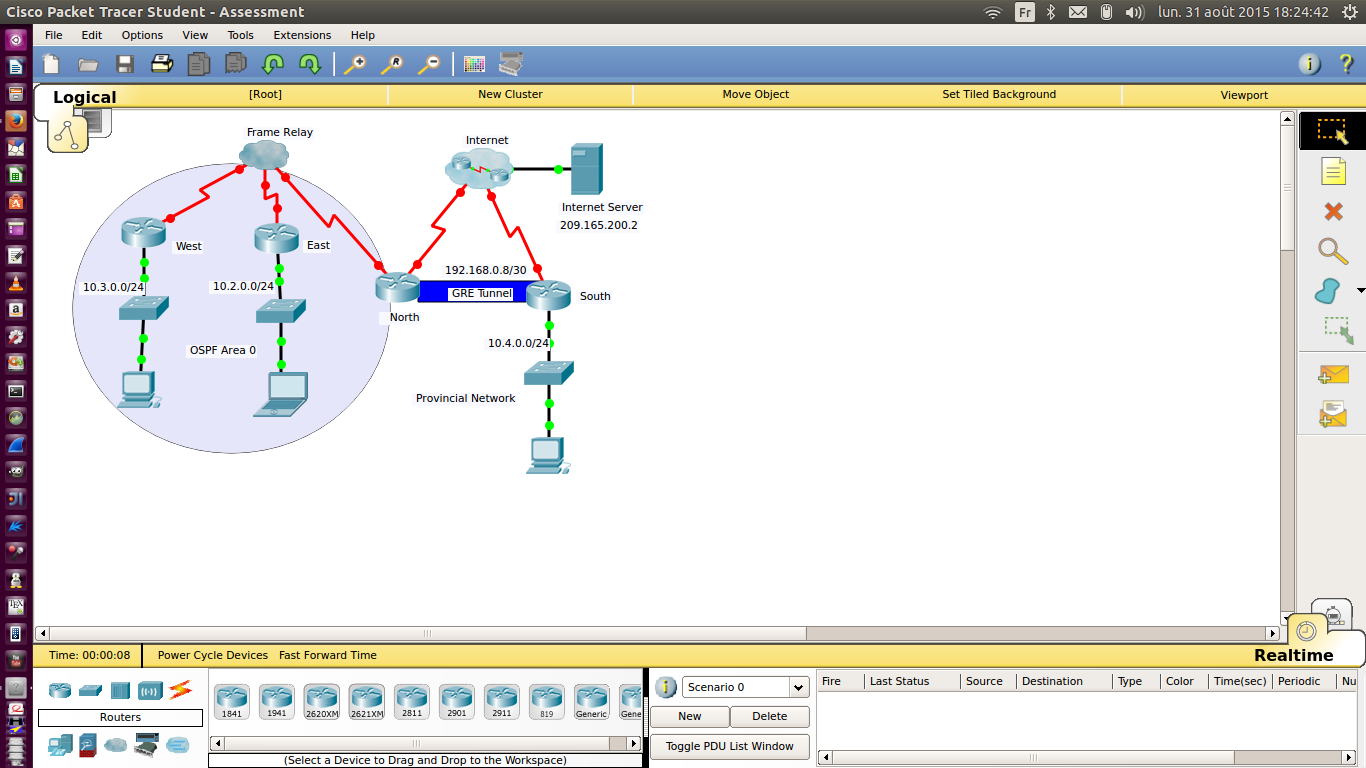 Cisco Packet Tracer Student - Assessment
Fr
lun. 31 août 2015 18:24:42
File Edit Options View Tools Extensions Help
Logical
[Root]
New Cluster
Move Object
Set Tiled Background
Viewport
Frame Relay
Internet
Internet Server
209.165.200.2
West
East
192.168.0.8/30
10.3.0.0/24
10.2.0.0/24
GRE Tunnel
South
North
10.4.0.0/24
OSPF Area 0
Provincial Network
Time: 00:00:08
Power Cycle Devices Fast Forward Time
Realtime
Routers
1841 1941 2620XM 2621XM 2811 2901 2911 819 Generic Gene
(Select a Device to Drag and Drop to the Workspace)
Scenario 0
New Delete
Toggle PDU List Window
Fire Last Status Source Destination Type Color Time(sec) Periodic Nu